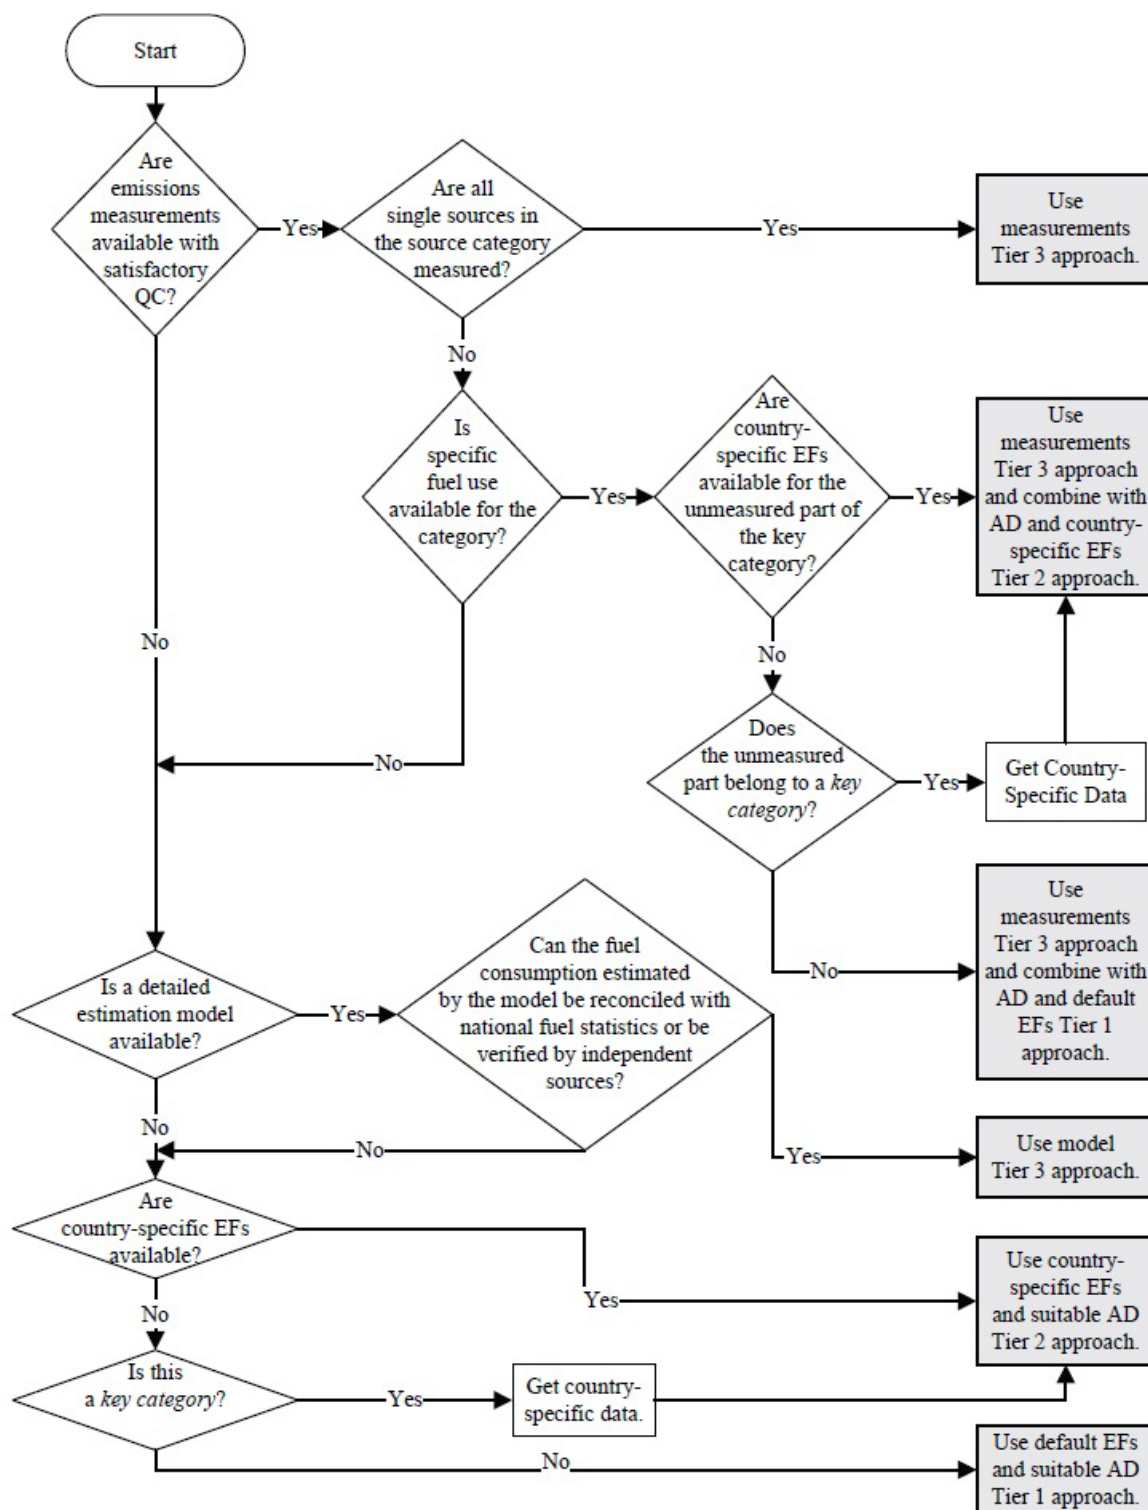 Start
Are
emissions
measurements
available with
satisfactory
QC?
Yes
Are all
single sources in
the source category
measured?
Yes
Use
measurements
Tier 3 approach.
No
Is
specific
fuel use
available for the
category?
Yes
Are
country-
specific EFs
available for the
unmeasured part of
the key
category?
Yes
Use
measurements
Tier 3 approach
and combine with
AD and country-
specific EFs
Tier 2 approach.
No
No
No
Does
the unmeasured
part belong to a key
category?
Yes
Get Country-
Specific Data
No
Use
measurements
Tier 3 approach
and combine with
AD and default
EFs Tier 1
approach.
Is a detailed
estimation model
available?
Yes
Can the fuel
consumption estimated
by the model be reconciled with
national fuel statistics or be
verified by independent
sources?
No
No
Yes
Use model
Tier 3 approach.
Are
country-specific EFs
available?
Yes
Use country-
specific EFs
and suitable AD
Tier 2 approach.
No
Is this
a key category?
Yes
Get country-
specific data.
No
Use default EFs
and suitable AD
Tier 1 approach.